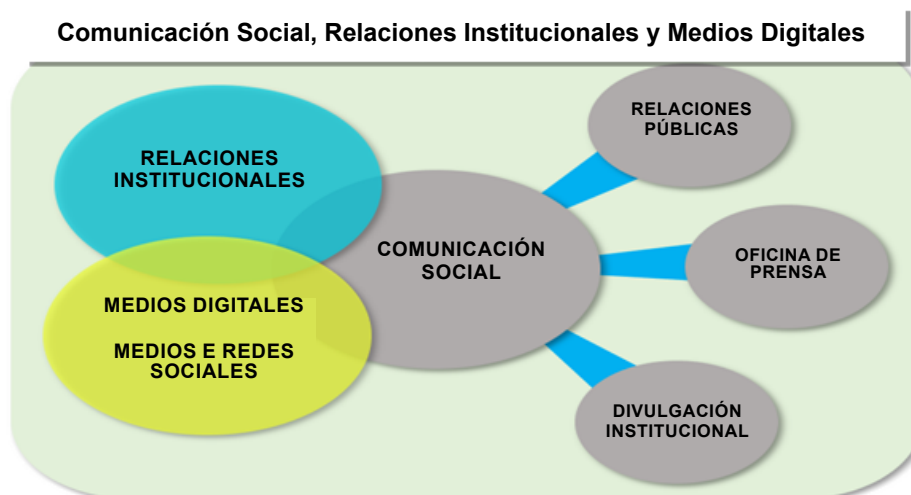 Comunicación Social, Relaciones Institucionales y Medios Digitales
RELACIONES
INSTITUCIONALES
MEDIOS DIGITALES
MEDIOS E REDES
SOCIALES
COMUNICACIÓN
SOCIAL
RELACIONES
PÚBLICAS
OFICINA DE
PRENSA
DIVULGACIÓN
INSTITUCIONAL